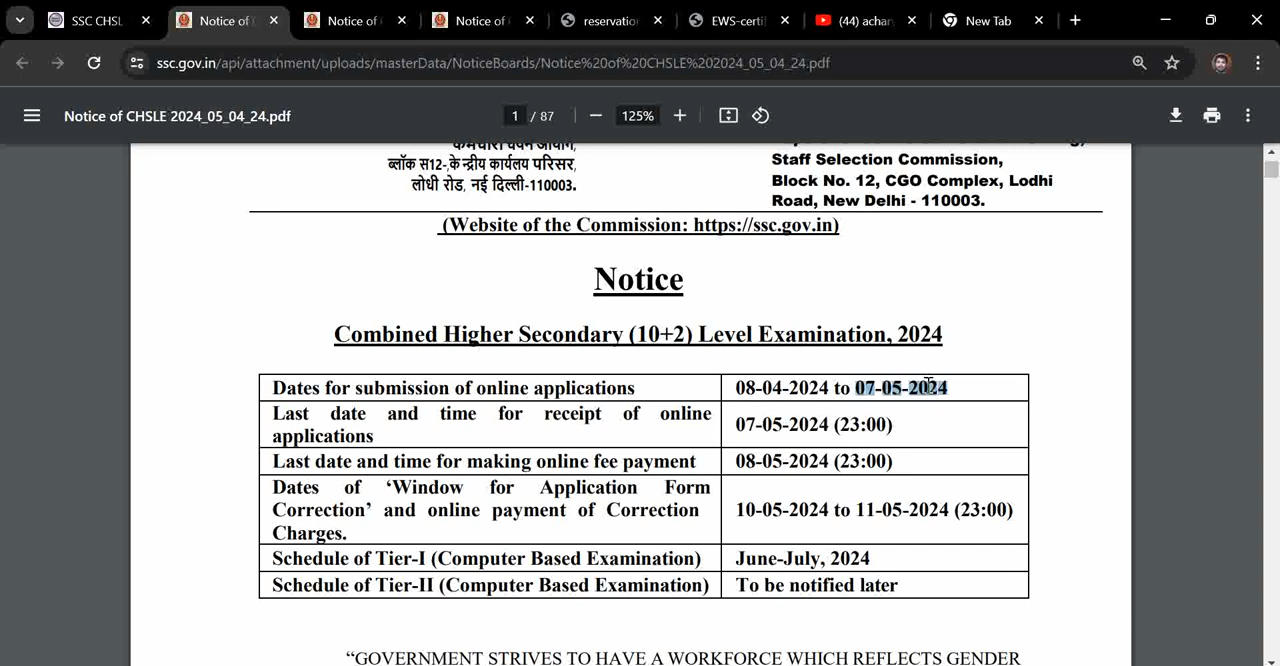 SSC CHSL
Notice of
Notice of
Notice of
reservatio
EWS-certi
(44) achar
New Tab
ssc.gov.in/api/attachment/uploads/masterData/NoticeBoards/Notice%20of%20CHSLE%202024_05_04_24.pdf
Notice of CHSLE 2024_05_04_24.pdf
1 / 87
125%
ब्लॉक स12-,केन्द्रीय कार्यालय परिसर,
लोधी रोड, नई दिल्ली-110003.
Staff Selection Commission,
Block No. 12, CGO Complex, Lodhi
Road, New Delhi - 110003.
(Website of the Commission: https://ssc.gov.in)
Notice
Combined Higher Secondary (10+2) Level Examination, 2024
Dates for submission of online applications 08-04-2024 to 07-05-2024
Last date and time for receipt of online
applications 07-05-2024 (23:00)
Last date and time for making online fee payment 08-05-2024 (23:00)
Dates of ‘Window for Application Form
Correction’ and online payment of Correction 10-05-2024 to 11-05-2024 (23:00)
Charges.
Schedule of Tier-I (Computer Based Examination) June-July, 2024
Schedule of Tier-II (Computer Based Examination) To be notified later
“GOVERNMENT STRIVES TO HAVE A WORKFORCE WHICH REFLECTS GENDER